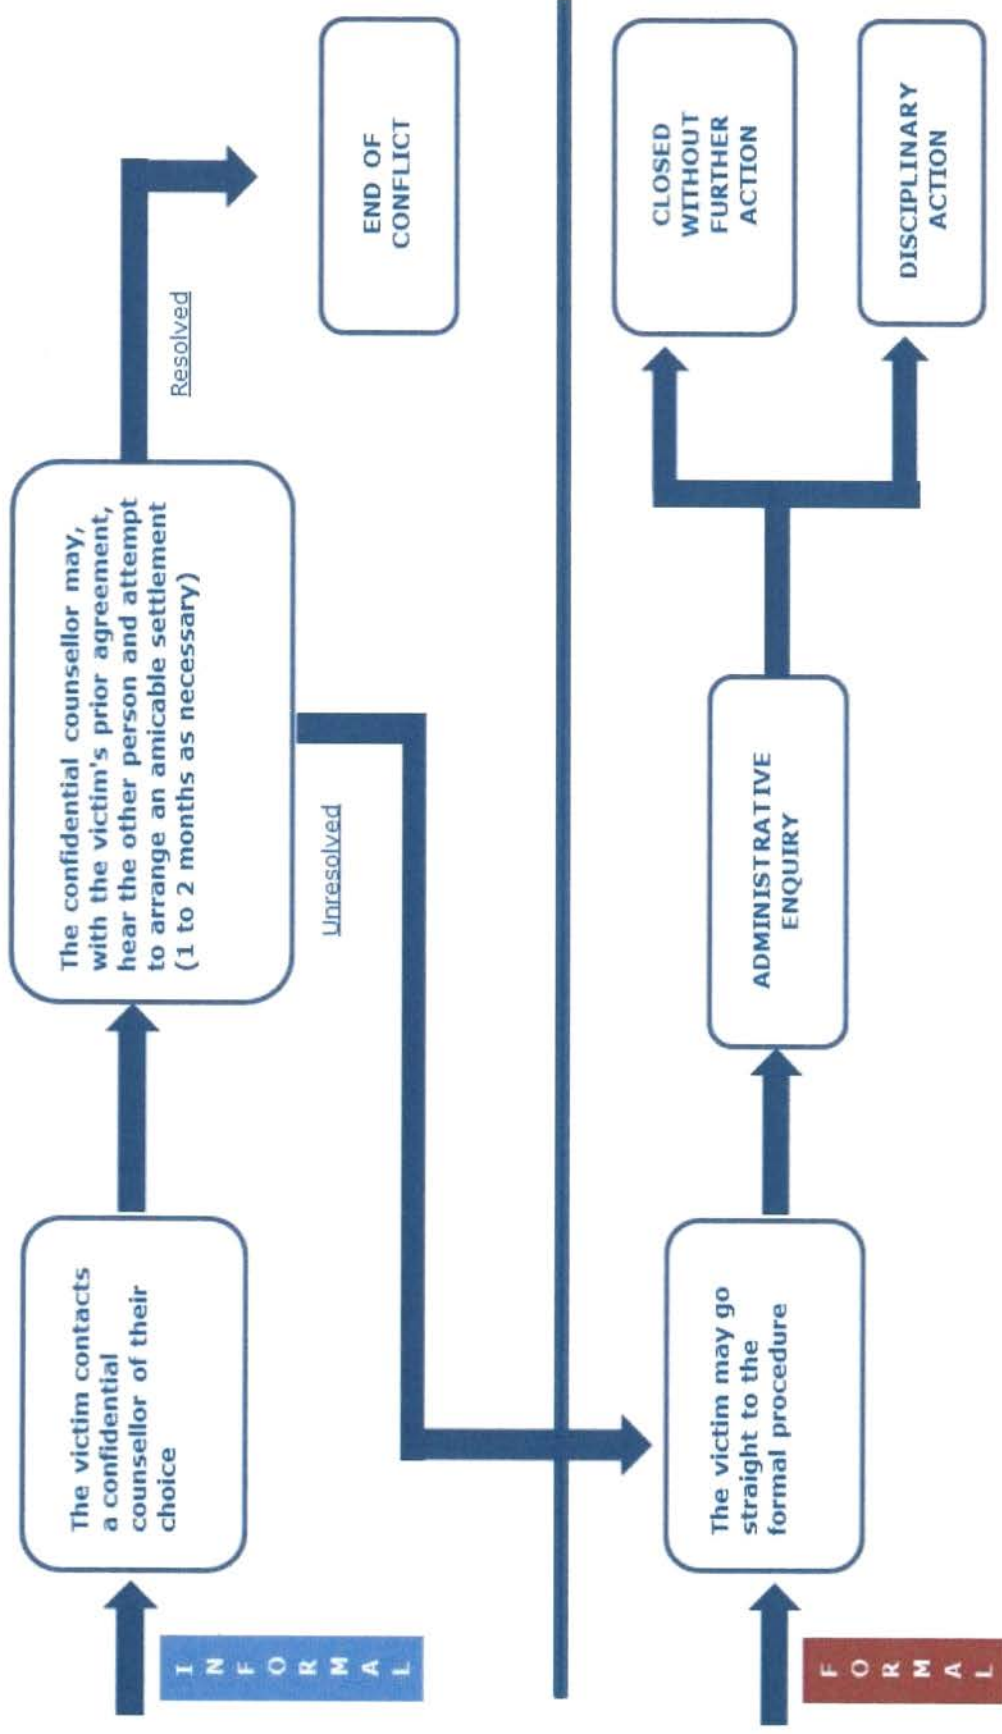 I
N
F
O
R
M
A
L
The victim contacts
a confidential
counsellor of their
choice
The confidential counsellor may,
with the victim's prior agreement,
hear the other person and attempt
to arrange an amicable settlement
(1 to 2 months as necessary)
Resolved
END OF
CONFLICT
Unresolved
F
O
R
M
A
L
The victim may go
straight to the
formal procedure
ADMINISTRATIVE
ENQUIRY
CLOSED
WITHOUT
FURTHER
ACTION
DISCIPLINARY
ACTION